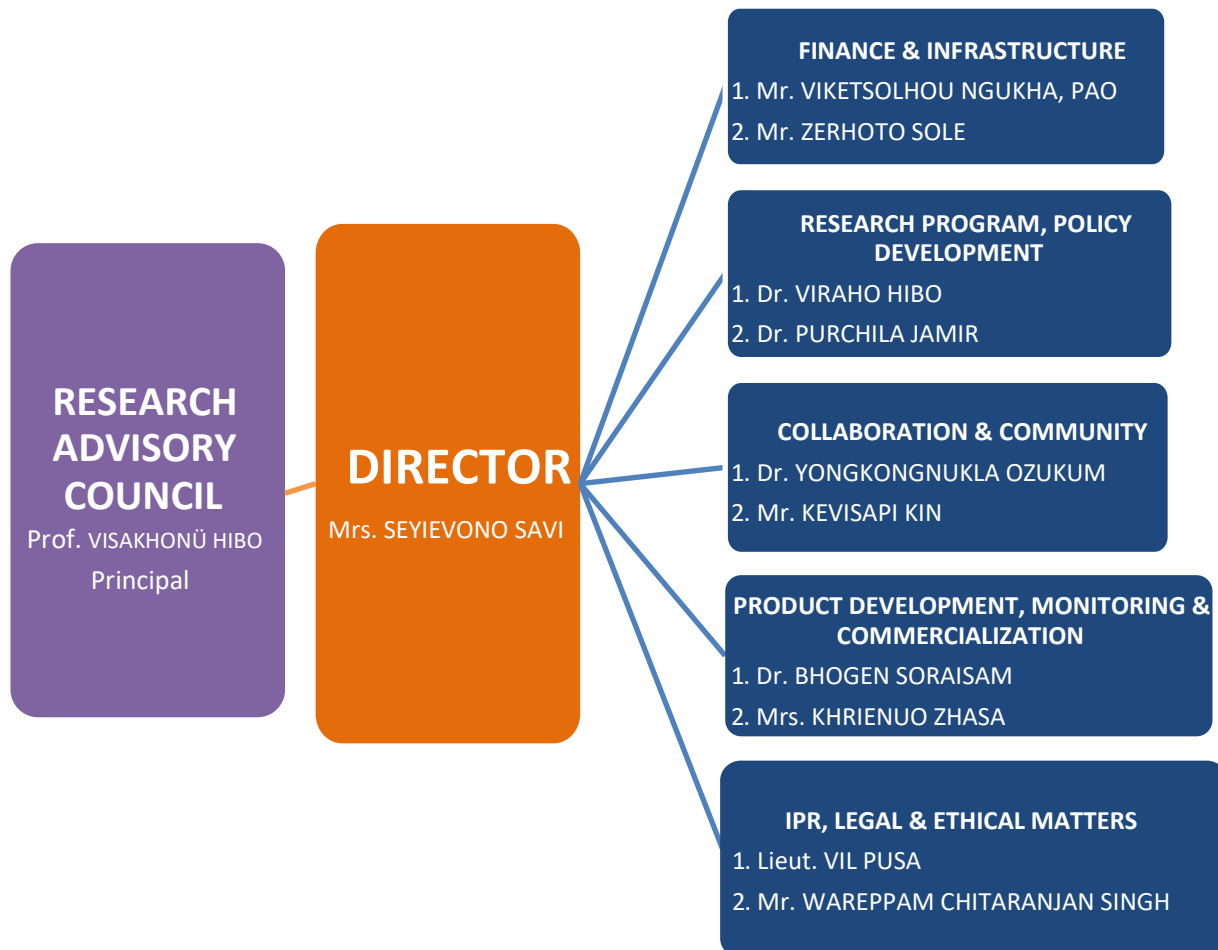 RESEARCH
ADVISORY
COUNCIL
Prof. VISAKHONÜ HIBO
Principal
DIRECTOR
Mrs. SEYIEVONO SAVI
FINANCE & INFRASTRUCTURE
1. Mr. VIKETSOLHOU NGUKHA, PAO
2. Mr. ZERHOTO SOLE
RESEARCH PROGRAM, POLICY
DEVELOPMENT
1. Dr. VIRAHO HIBO
2. Dr. PURCHILA JAMIR
COLLABORATION & COMMUNITY
1. Dr. YONGKONGNUKLA OZUKUM
2. Mr. KEVISAPI KIN
PRODUCT DEVELOPMENT, MONITORING &
COMMERCIALIZATION
1. Dr. BHOGEN SORAISAM
2. Mrs. KHRIENUO ZHASA
IPR, LEGAL & ETHICAL MATTERS
1. Lieut. VIL PUSA
2. Mr. WAREPPAM CHITARANJAN SINGH